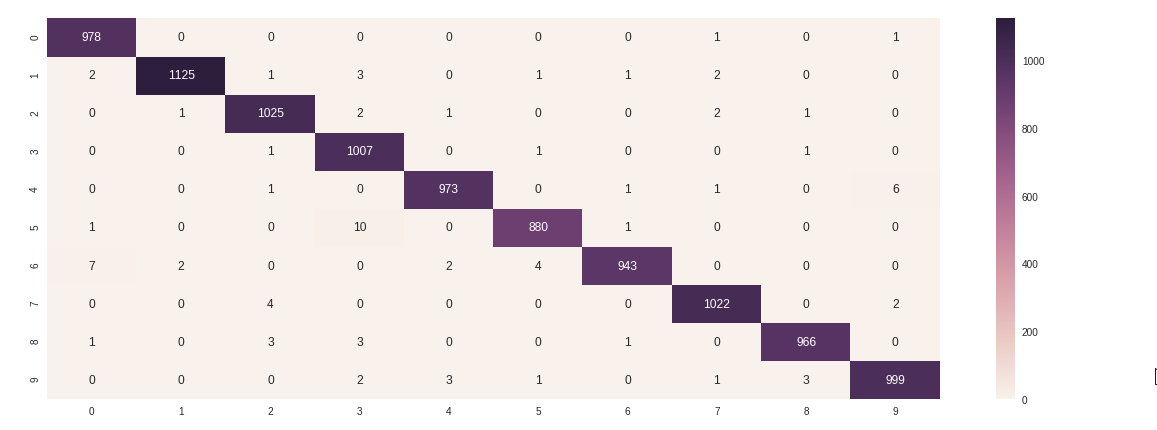 0 978 0 0 0 0 0 0 1 0 1
1 2 1125 1 3 0 1 1 2 0 0
2 0 1 1025 2 1 0 0 2 1 0
3 0 0 1 1007 0 1 0 0 1 0
4 0 0 1 0 973 0 1 1 0 6
5 1 0 0 10 0 880 1 0 0 0
6 7 2 0 0 2 4 943 0 0 0
7 0 0 4 0 0 0 0 1022 0 2
8 1 0 3 3 0 0 1 0 966 0
9 0 0 0 2 3 1 0 1 3 999
0 1 2 3 4 5 6 7 8 9
1000
800
600
400
200
0